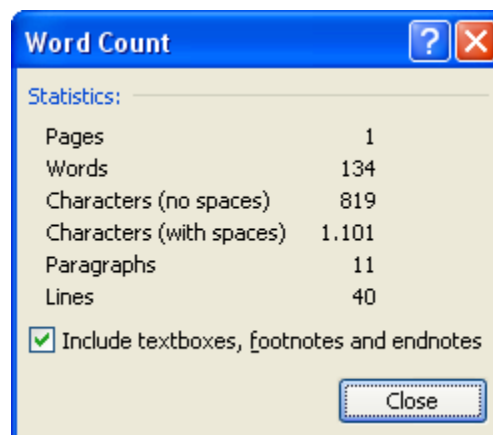 Word Count
?
Statistics:
Pages 1
Words 134
Characters (no spaces) 819
Characters (with spaces) 1.101
Paragraphs 11
Lines 40
Include textboxes, footnotes and endnotes
Close